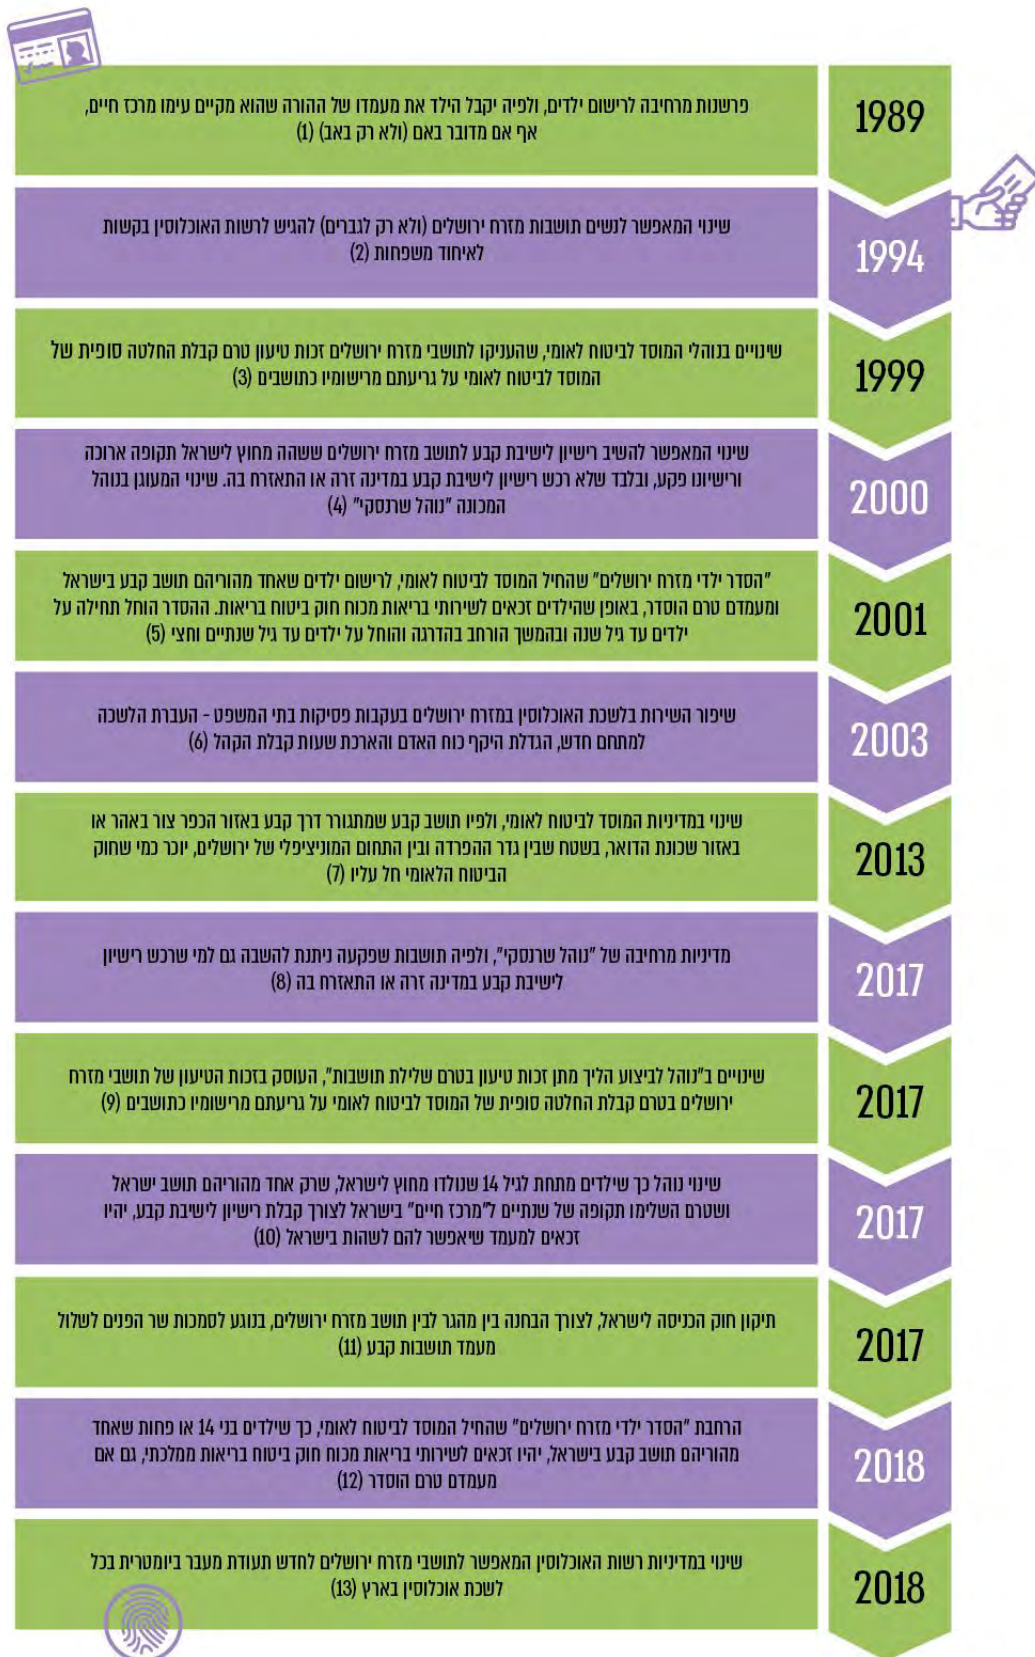 1989
פרשנות מרחיבה לרישום ילדים, ולפיה יקבל הילד את מעמדו של ההורה שהוא מקיים עימו מרכז חיים,
אף אם מדובר באם (ולא רק באב) (1)
1994
שינוי המאפשר לנשים תושבות מזרח ירושלים (ולא רק לגברים) להגיש לרשות האוכלוסין בקשות
לאיחוד משפחות (2)
1999
שינויים בנוהלי המוסד לביטוח לאומי, שהעניקו לתושבי מזרח ירושלים זכות טיעון טרם קבלת החלטה סופית של
המוסד לביטוח לאומי על גריעתם מרישומיו כתושבים (3)
2000
שינוי המאפשר להשיב רישיון לישיבת קבע לתושב מזרח ירושלים ששהה מחוץ לישראל תקופה ארוכה
ורישיונו פקע, ובלבד שלא רכש רישיון לישיבת קבע במדינה זרה או התאזרח בה. שינוי המעוגן בנוהל
המכונה "נוהל שרנסקי" (4)
2001
"הסדר ילדי מזרח ירושלים" שהחיל המוסד לביטוח לאומי, לרישום ילדים שאחד מהוריהם תושב קבע בישראל
ומעמדם טרם הוסדר, באופן שהילדים זכאים לשירותי בריאות מכוח חוק ביטוח בריאות. ההסדר הוחל תחילה על
ילדים עד גיל שנה ובהמשך הורחב בהדרגה והוחל על ילדים עד גיל שנתיים וחצי (5)
2003
שיפור השירות בלשכת האוכלוסין במזרח ירושלים בעקבות פסיקות בתי המשפט - העברת הלשכה
למתחם חדש, הגדלת היקף כוח האדם והארכת שעות קבלת הקהל (6)
2013
שינוי במדיניות המוסד לביטוח לאומי, ולפיו תושב קבע שמתגורר דרך קבע באזור הכפר צור באהר או
באזור שכונת הדואר, בשטח שבין גדר ההפרדה ובין התחום המוניציפלי של ירושלים, יוכר כמי שחוק
הביטוח הלאומי חל עליו (7)
2017
מדיניות מרחיבה של "נוהל שרנסקי", ולפיה תושבות שפקעה ניתנת להשבה גם למי שרכש רישיון
לישיבת קבע במדינה זרה או התאזרח בה (8)
2017
שינויים ב"נוהל לביצוע הליך מתן זכות טיעון בטרם שלילת תושבות", העוסק בזכות הטיעון של תושבי מזרח
ירושלים בטרם קבלת החלטה סופית של המוסד לביטוח לאומי על גריעתם מרישומיו כתושבים (9)
2017
שינוי נוהל כך שילדים מתחת לגיל 14 שנולדו מחוץ לישראל, שרק אחד מהוריהם תושב ישראל
ושטרם השלימו תקופה של שנתיים ל"מרכז חיים" בישראל לצורך קבלת רישיון לישיבת קבע, יהיו
זכאים למעמד שיאפשר להם לשהות בישראל (10)
2017
תיקון חוק הכניסה לישראל, לצורך הבחנה בין מהגר לבין תושב מזרח ירושלים, בנוגע לסמכות שר הפנים לשלול
מעמד תושבות קבע (11)
2018
הרחבת "הסדר ילדי מזרח ירושלים" שהחיל המוסד לביטוח לאומי, כך שילדים בני 14 או פחות שאחד
מהוריהם תושב קבע בישראל, יהיו זכאים לשירותי בריאות מכוח חוק ביטוח בריאות ממלכתי, גם אם
מעמדם טרם הוסדר (12)
2018
שינוי במדיניות רשות האוכלוסין המאפשר לתושבי מזרח ירושלים לחדש תעודת מעבר ביומטרית בכל
לשכת אוכלוסין בארץ (13)